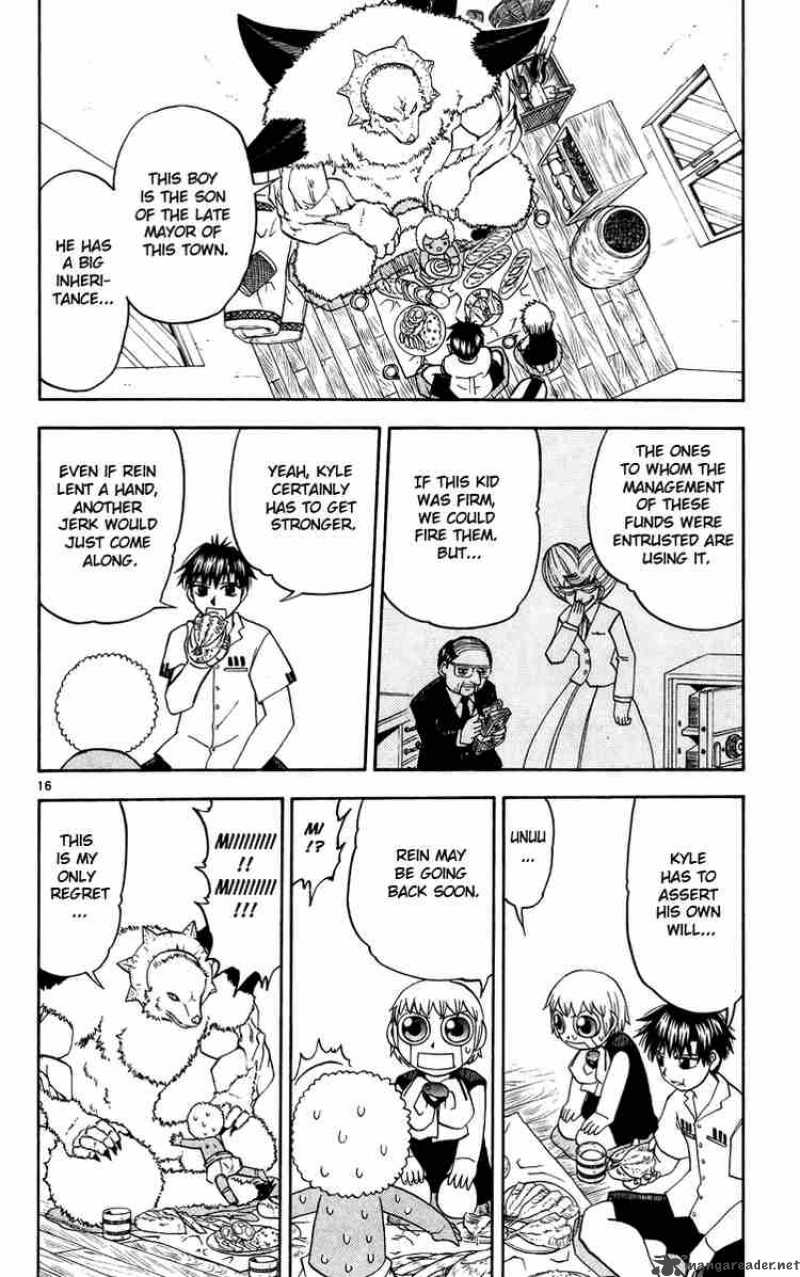 THIS BOY
IS THE SON
OF THE LATE
MAYOR OF
THIS TOWN.
HE HAS
A BIG
INHERI-
TANCE...
THE ONES
TO WHOM THE
MANAGEMENT
OF THESE
FUNDS WERE
ENTRUSTED ARE
USING IT.
IF THIS KID
WAS FIRM,
WE COULD
FIRE THEM.
BUT...
YEAH, KYLE
CERTAINLY
HAS TO GET
STRONGER.
EVEN IF REIN
LENT A HAND,
ANOTHER
JERK WOULD
JUST COME
ALONG.
16
KYLE
HAS TO
ASSERT
HIS OWN
WILL...
UNUU
...
REIN MAY
BE GOING
BACK SOON.
MI
!?
MIIIIIIIII
!!
MIIIIIIIII
!!!
THIS
IS MY
ONLY
REGRET
...
mangareader.net